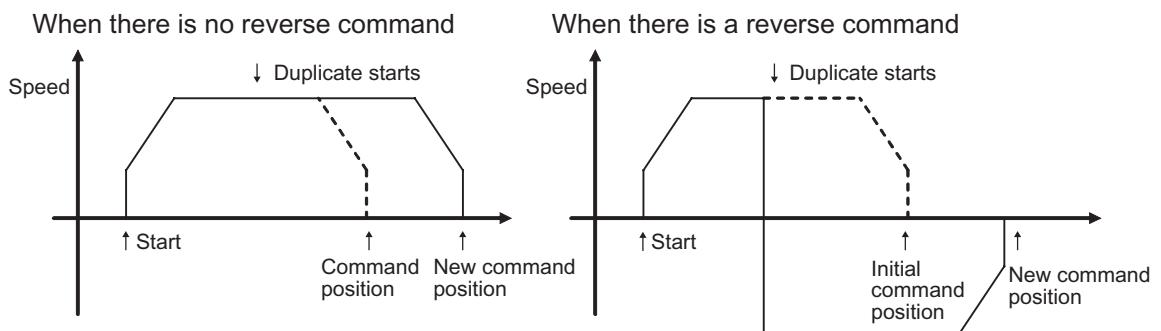 When there is no reverse command
Speed
↓ Duplicate starts
↑ Start
↑
Command
position
↑
New command
position
When there is a reverse command
Speed
↓ Duplicate starts
↑ Start
↑
Initial
command
position
↑
New command
position